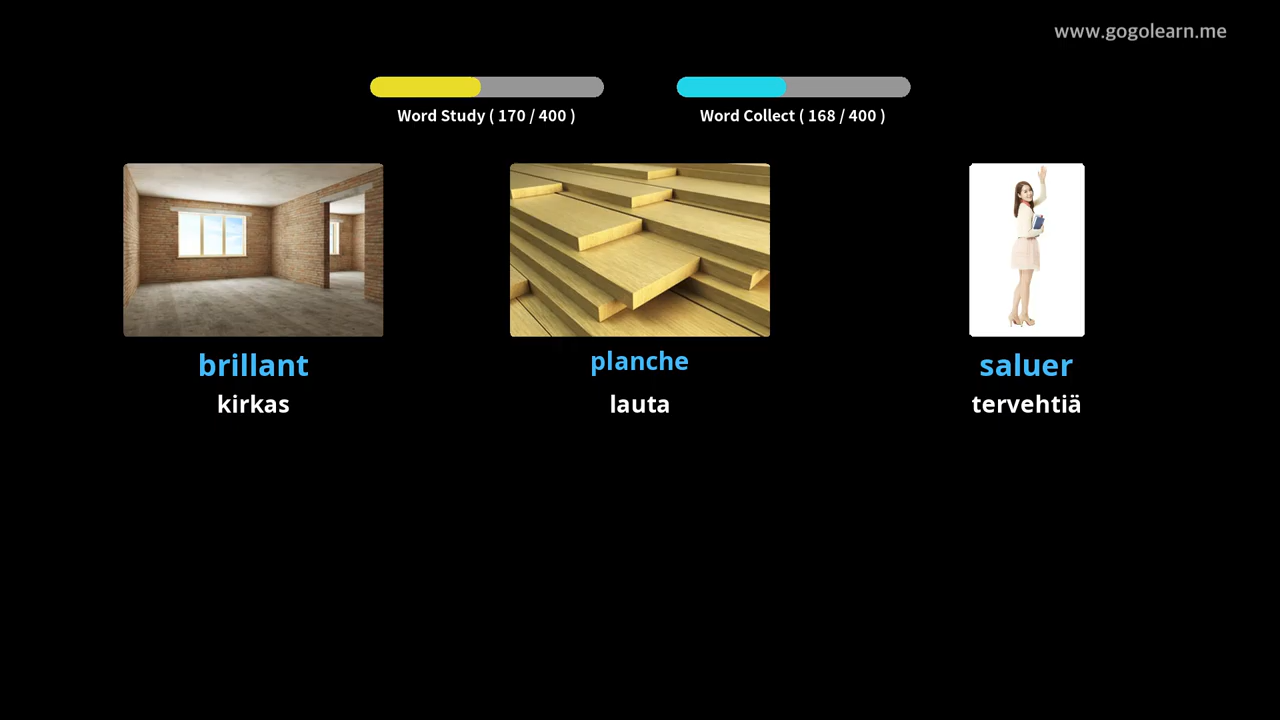 www.gogolearn.me
Word Study ( 170 / 400 )
Word Collect ( 168 / 400 )
brillant
planche
saluer
kirkas
lauta
tervehtiä